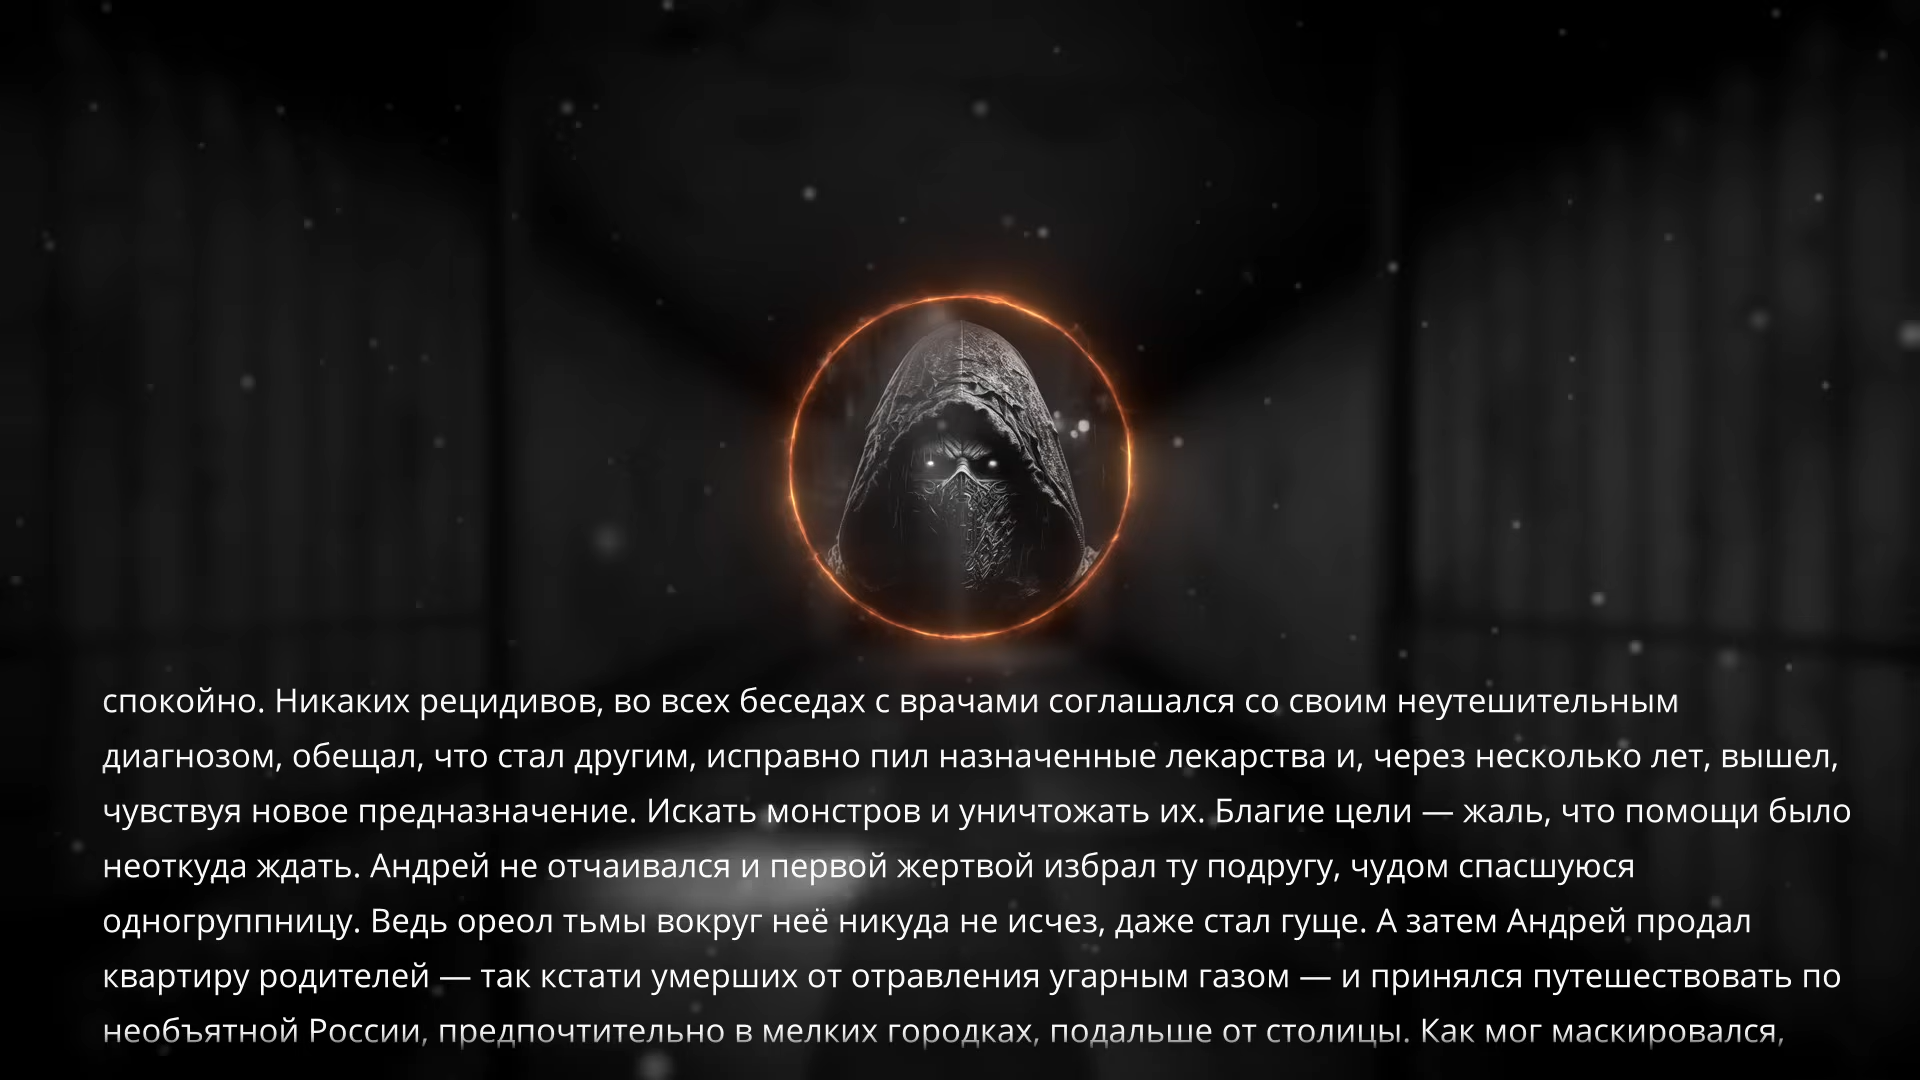 спокойно. Никаких рецидивов, во всех беседах с врачами соглашался со своим неутешительным
диагнозом, обещал, что стал другим, исправно пил назначенные лекарства и, через несколько лет, вышел,
чувствуя новое предназначение. Искать монстров и уничтожать их. Благие цели — жаль, что помощи было
неоткуда ждать. Андрей не отчаивался и первой жертвой избрал ту подругу, чудом спасшуюся
одногруппницу. Ведь ореол тьмы вокруг неё никуда не исчез, даже стал гуще. А затем Андрей продал
квартиру родителей — так кстати умерших от отравления угарным газом — и принялся путешествовать по
необъятной России, предпочтительно в мелких городках, подальше от столицы. Как мог маскировался,